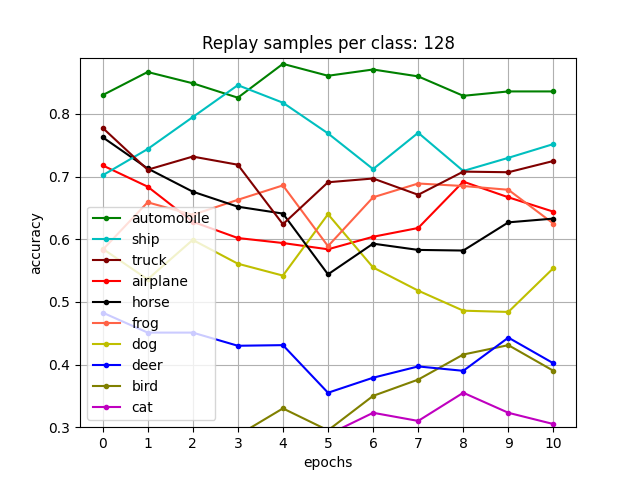 Replay samples per class: 128
accuracy
0.8
0.7
0.6
0.5
0.4
0.3
automobile
ship
truck
airplane
horse
frog
dog
deer
bird
cat
0 1 2 3 4 5 6 7 8 9 10
epochs